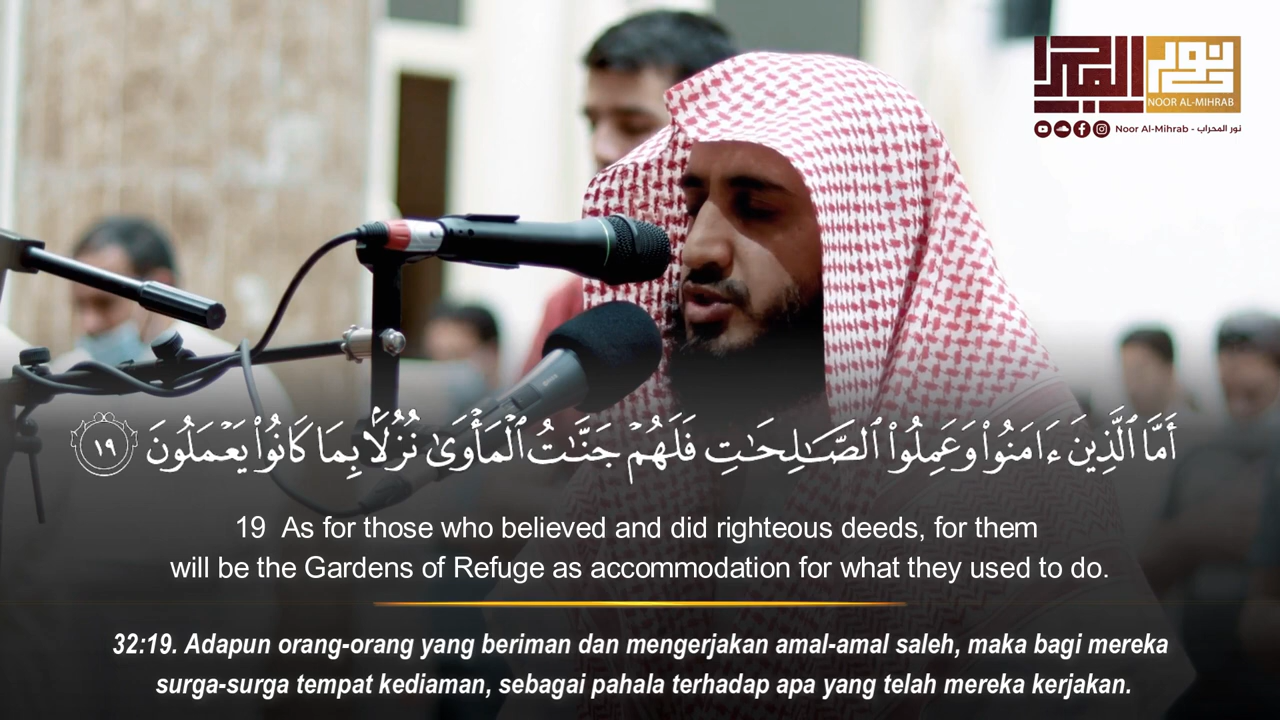 نور المحراب
NOOR AL-MIHRAB
Noor Al-Mihrab - نور المحراب
أَمَّا ٱلَّذِينَ ءَامَنُوا۟ وَعَمِلُوا۟ ٱلصَّـٰلِحَـٰتِ فَلَهُمْ جَنَّـٰتُ ٱلْمَأْوَىٰ نُزُلًۢا بِمَا كَانُوا۟ يَعْمَلُونَ ١٩
19 As for those who believed and did righteous deeds, for them
will be the Gardens of Refuge as accommodation for what they used to do.
32:19. Adapun orang-orang yang beriman dan mengerjakan amal-amal saleh, maka bagi mereka
surga-surga tempat kediaman, sebagai pahala terhadap apa yang telah mereka kerjakan.